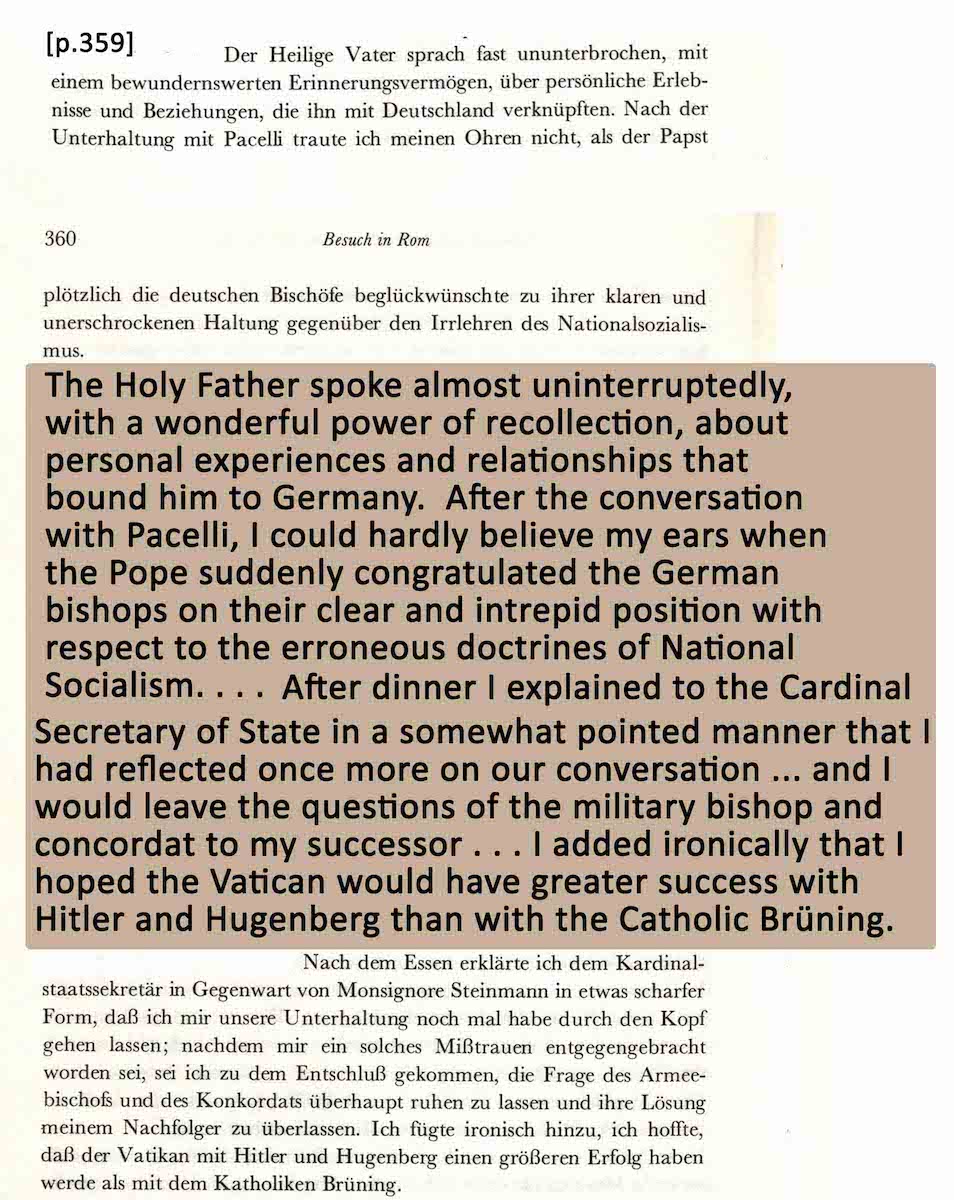 [p.359]
Der Heilige Vater sprach fast ununterbrochen, mit
einem bewundernswerten Erinnerungsvermögen, über persönliche Erleb-
nisse und Beziehungen, die ihn mit Deutschland verknüpften. Nach der
Unterhaltung mit Pacelli traute ich meinen Ohren nicht, als der Papst
360 Besuch in Rom
plötzlich die deutschen Bischöfe beglückwünschte zu ihrer klaren und
unerschrockenen Haltung gegenüber den Irrlehren des Nationalsozialis-
mus.
The Holy Father spoke almost uninterruptedly,
with a wonderful power of recollection, about
personal experiences and relationships that
bound him to Germany. After the conversation
with Pacelli, I could hardly believe my ears when
the Pope suddenly congratulated the German
bishops on their clear and intrepid position with
respect to the erroneous doctrines of National
Socialism. . . . After dinner I explained to the Cardinal
Secretary of State in a somewhat pointed manner that I
had reflected once more on our conversation ... and I
would leave the questions of the military bishop and
concordat to my successor . . . I added ironically that I
hoped the Vatican would have greater success with
Hitler and Hugenberg than with the Catholic Brüning.
Nach dem Essen erklärte ich dem Kardinal-
staatssekretär in Gegenwart von Monsignore Steinmann in etwas scharfer
Form, daß ich mir unsere Unterhaltung noch mal habe durch den Kopf
gehen lassen; nachdem mir ein solches Mißtrauen entgegengebracht
worden sei, sei ich zu dem Entschluß gekommen, die Frage des Armee-
bischofs und des Konkordats überhaupt ruhen zu lassen und ihre Lösung
meinem Nachfolger zu überlassen. Ich fügte ironisch hinzu, ich hoffte,
daß der Vatikan mit Hitler und Hugenberg einen größeren Erfolg haben
werde als mit dem Katholiken Brüning.